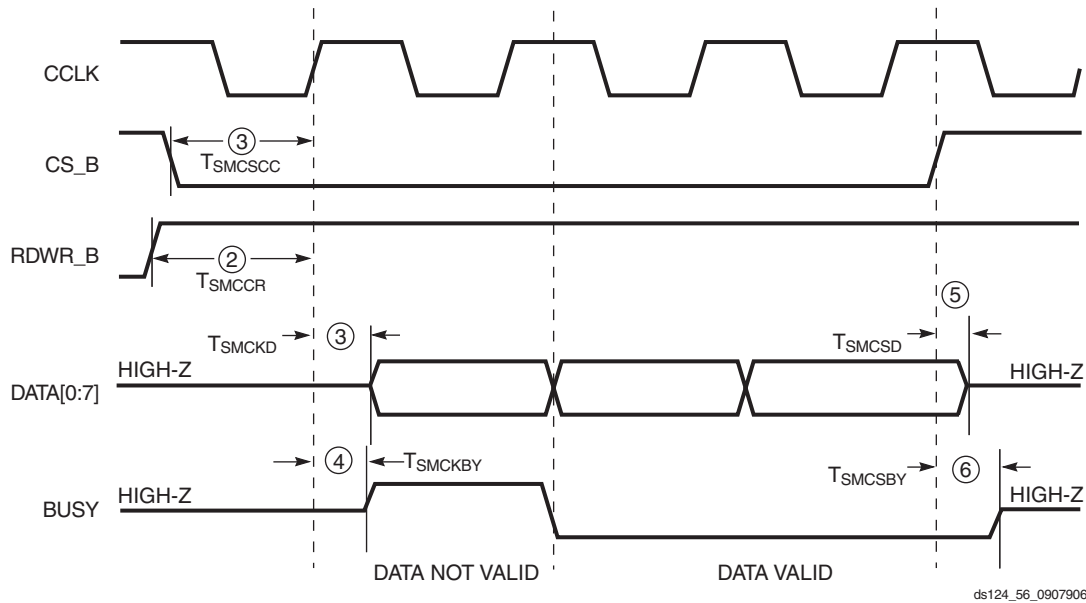 CCLK
CS_B
3
TSMCSCC
RDWR_B
2
TSMCCR
5
TSMCKD
3
TSMCSD
HIGH-Z
HIGH-Z
DATA[0:7]
4
TSMCKBY
TSMCSBY
6
HIGH-Z
HIGH-Z
BUSY
DATA NOT VALID
DATA VALID
ds124_56_0907906